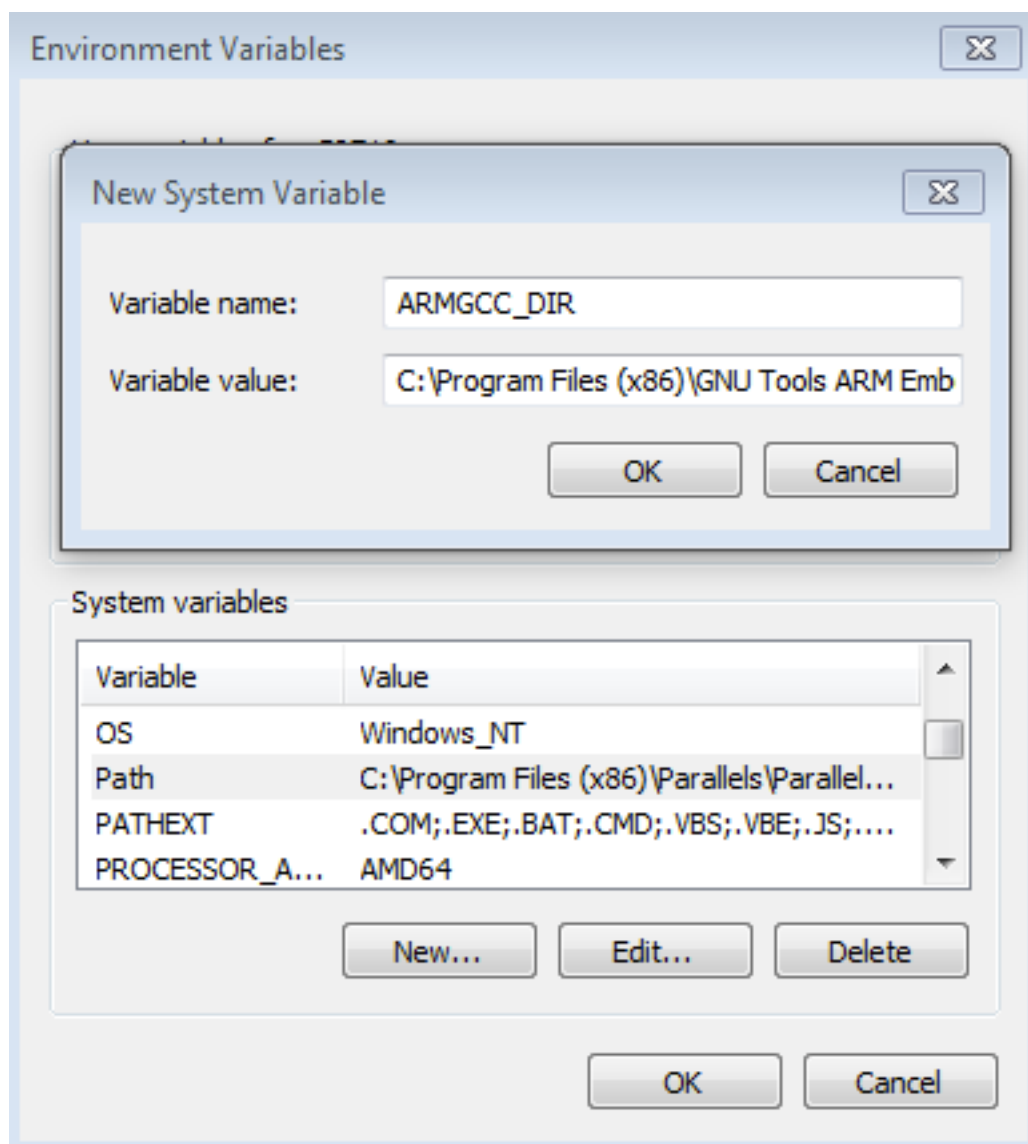 Environment Variables
New System Variable
Variable name: ARMGCC_DIR
Variable value: C:\Program Files (x86)\GNU Tools ARM Emb
OK Cancel
System variables
Variable Value
OS Windows_NT
Path C:\Program Files (x86)\Parallels\Parallel...
PATHEXT .COM;.EXE;.BAT;.CMD;.VBS;.VBE;.JS;....
PROCESSOR_A... AMD64
New... Edit... Delete
OK Cancel